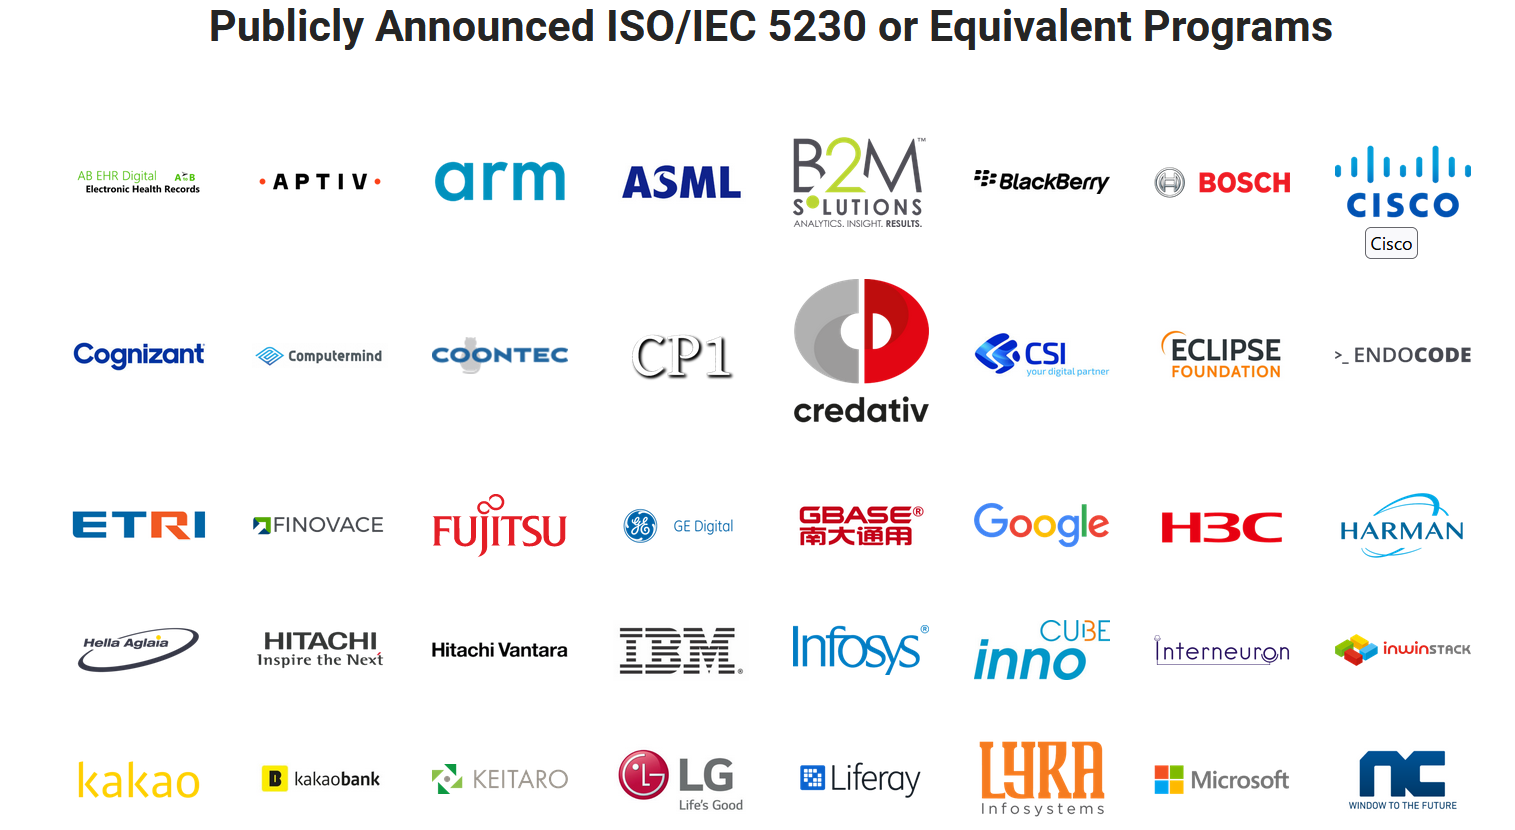 Publicly Announced ISO/IEC 5230 or Equivalent Programs
AB EHR Digital
AEB
Electronic Health Records
• APTIV •
arm
ASML
B2M™
SOLUTIONS
ANALYTICS. INSIGHT. RESULTS.
BlackBerry
BOSCH
CISCO
Cisco
Cognizant
Computermind
COONTEC
CP1
credativ
CSI
your digital partner
ECLIPSE
FOUNDATION
>_ ENDOCODE
ETRI
FINOVACE
FUJITSU
GE
GE Digital
GBASE®
南大通用
Google
H3C
HARMAN
Hella Aglaia
HITACHI
Inspire the Next
Hitachi Vantara
IBM®
Infosys®
CUBE
inno
Interneuron
inwinSTACK
kakao
B kakaobank
KEITARO
LG
Life's Good
Liferay
LYRA
Infosystems
Microsoft
NC
WINDOW TO THE FUTURE